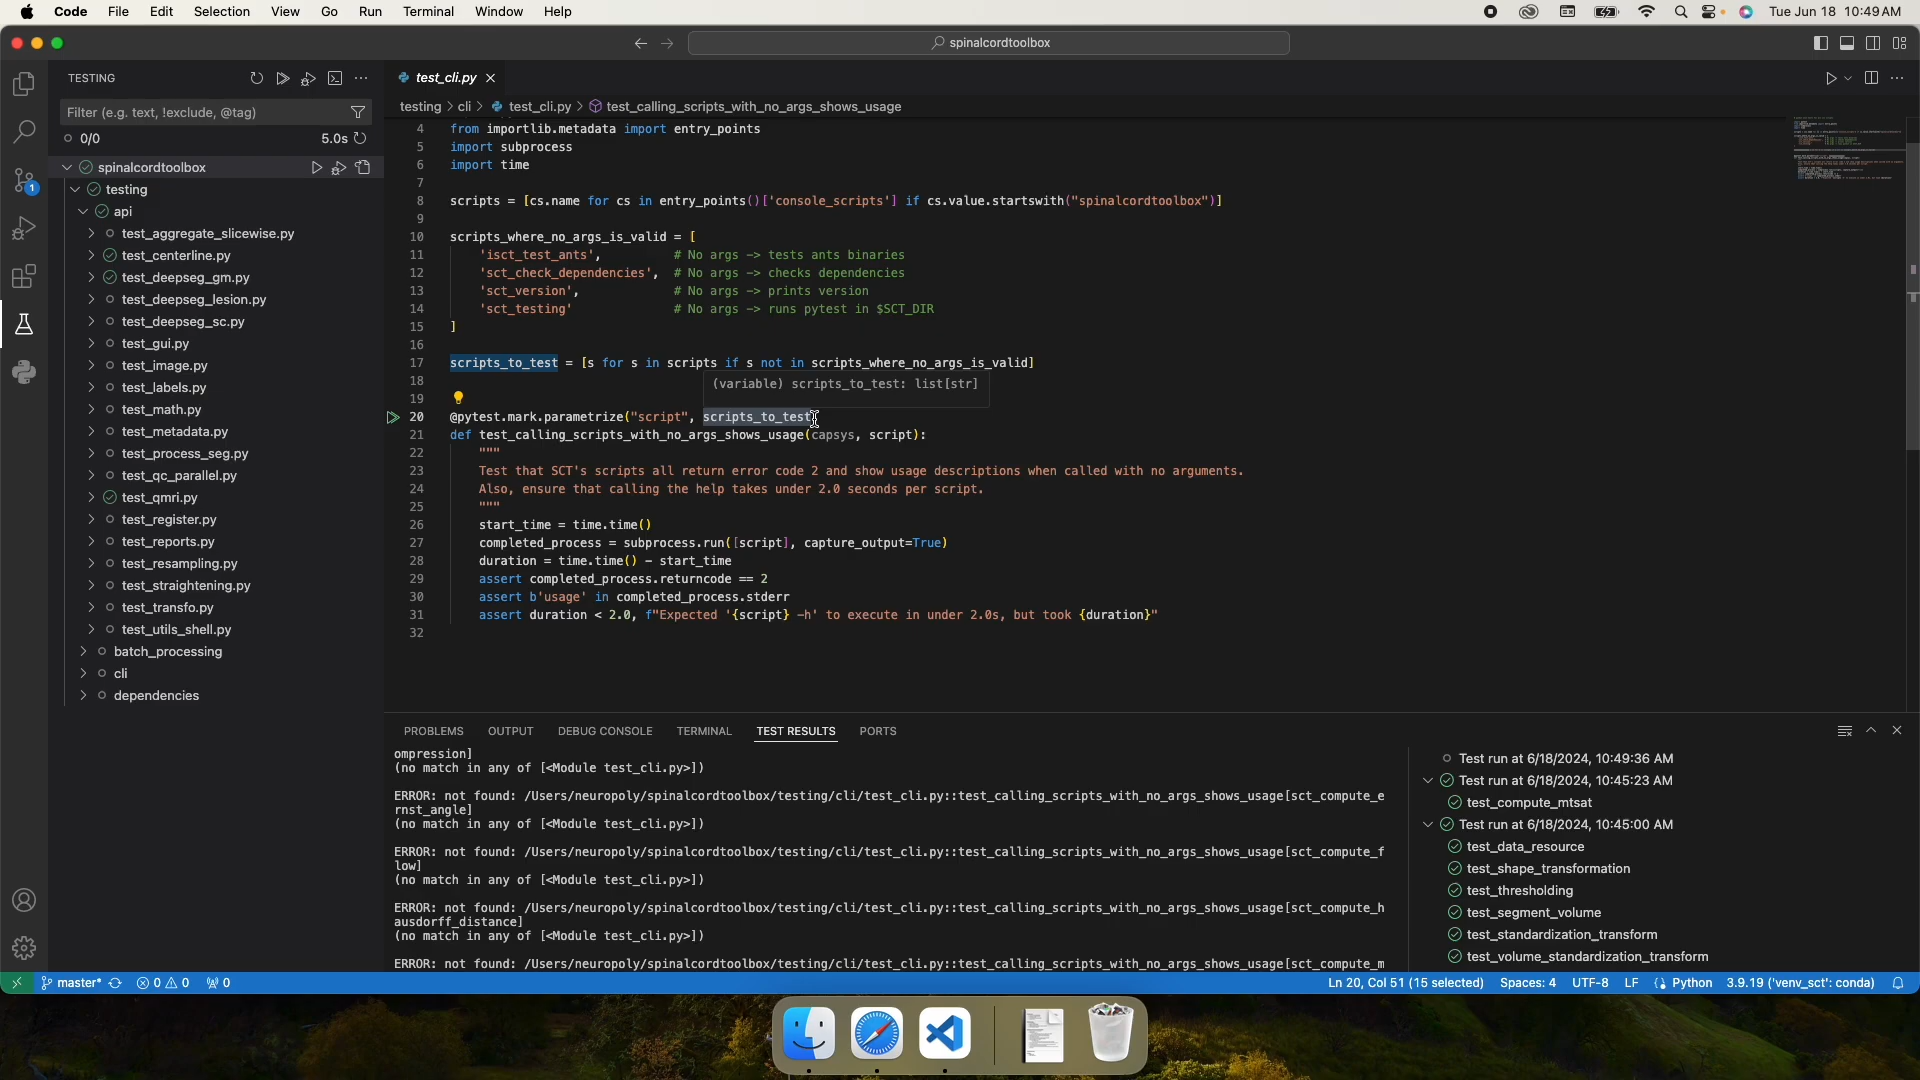 Code File Edit Selection View Go Run Terminal Window Help
Tue Jun 18 10:49 AM
spinalcordtoolbox
TESTING
Filter (e.g. text, !exclude, @tag)
0/0 5.0s
spinalcordtoolbox
testing
api
test_aggregate_slicewise.py
test_centerline.py
test_deepseg_gm.py
test_deepseg_lesion.py
test_deepseg_sc.py
test_gui.py
test_image.py
test_labels.py
test_math.py
test_metadata.py
test_process_seg.py
test_qc_parallel.py
test_qmri.py
test_register.py
test_reports.py
test_resampling.py
test_straightening.py
test_transfo.py
test_utils_shell.py
batch_processing
cli
dependencies
1
test_cli.py
testing > cli > test_cli.py > test_calling_scripts_with_no_args_shows_usage
4 from importlib.metadata import entry_points
5 import subprocess
6 import time
7
8 scripts = [cs.name for cs in entry_points()['console_scripts'] if cs.value.startswith("spinalcordtoolbox")]
9
10 scripts_where_no_args_is_valid = [
11 'isct_test_ants', # No args -> tests ants binaries
12 'sct_check_dependencies', # No args -> checks dependencies
13 'sct_version', # No args -> prints version
14 'sct_testing' # No args -> runs pytest in $SCT_DIR
15 ]
16
17 scripts_to_test = [s for s in scripts if s not in scripts_where_no_args_is_valid]
18
(variable) scripts_to_test: list[str]
19
20 @pytest.mark.parametrize("script", scripts_to_test)
21 def test_calling_scripts_with_no_args_shows_usage(capsys, script):
22 """
23 Test that SCT's scripts all return error code 2 and show usage descriptions when called with no arguments.
24 Also, ensure that calling the help takes under 2.0 seconds per script.
25 """
26 start_time = time.time()
27 completed_process = subprocess.run([script], capture_output=True)
28 duration = time.time() - start_time
29 assert completed_process.returncode == 2
30 assert b'usage' in completed_process.stderr
31 assert duration < 2.0, f"Expected '{script} -h' to execute in under 2.0s, but took {duration}"
32
PROBLEMS OUTPUT DEBUG CONSOLE TERMINAL TEST RESULTS PORTS
ompression]
(no match in any of [<Module test_cli.py>])
ERROR: not found: /Users/neuropoly/spinalcordtoolbox/testing/cli/test_cli.py::test_calling_scripts_with_no_args_shows_usage[sct_compute_e
rnst_angle]
(no match in any of [<Module test_cli.py>])
ERROR: not found: /Users/neuropoly/spinalcordtoolbox/testing/cli/test_cli.py::test_calling_scripts_with_no_args_shows_usage[sct_compute_f
low]
(no match in any of [<Module test_cli.py>])
ERROR: not found: /Users/neuropoly/spinalcordtoolbox/testing/cli/test_cli.py::test_calling_scripts_with_no_args_shows_usage[sct_compute_h
ausdorff_distance]
(no match in any of [<Module test_cli.py>])
ERROR: not found: /Users/neuropoly/spinalcordtoolbox/testing/cli/test_cli.py::test_calling_scripts_with_no_args_shows_usage[sct_compute_m
Test run at 6/18/2024, 10:49:36 AM
Test run at 6/18/2024, 10:45:23 AM
test_compute_mtsat
Test run at 6/18/2024, 10:45:00 AM
test_data_resource
test_shape_transformation
test_thresholding
test_segment_volume
test_standardization_transform
test_volume_standardization_transform
master* 0 0 0
Ln 20, Col 51 (15 selected) Spaces: 4 UTF-8 LF Python 3.9.19 ('venv_sct': conda)